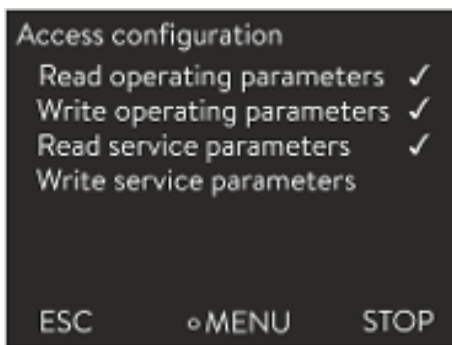 Access configuration
Read operating parameters ✓
Write operating parameters ✓
Read service parameters ✓
Write service parameters
ESC ∘MENU STOP